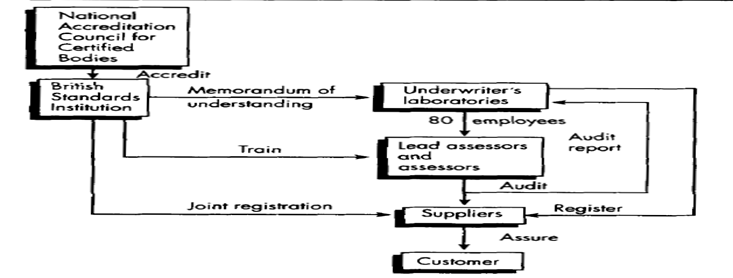 National
Accreditation
Council for
Certified
Bodies
Accredit
British
Standards
Institution
Memorandum of
understanding
Underwriter's
laboratories
80 employees
Audit
report
Train
Lead assessors
and
assessors
Audit
Joint registration
Suppliers
Register
Assure
Customer